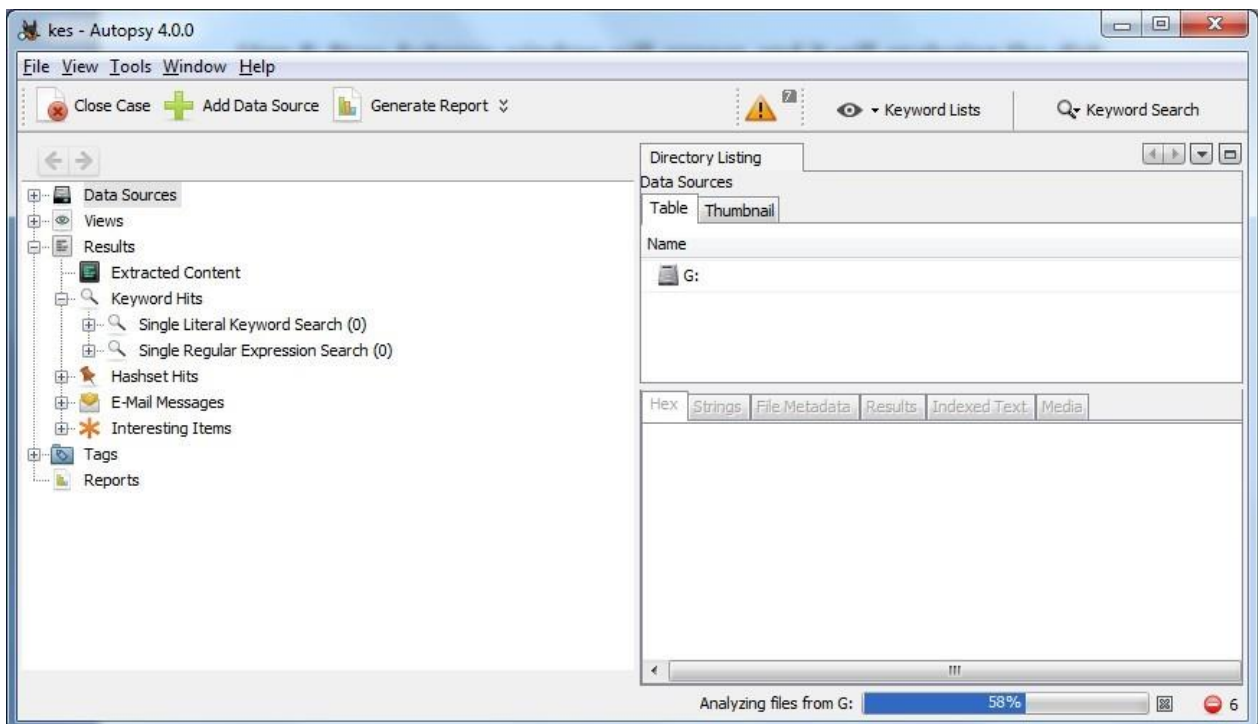 kes - Autopsy 4.0.0
File View Tools Window Help
Close Case Add Data Source Generate Report
7
Keyword Lists
Keyword Search
Data Sources
Views
Results
Extracted Content
Keyword Hits
Single Literal Keyword Search (0)
Single Regular Expression Search (0)
Hashset Hits
E-Mail Messages
Interesting Items
Tags
Reports
Directory Listing
Data Sources
Table Thumbnail
Name
G:
Hex Strings File Metadata Results Indexed Text Media
Analyzing files from G: 58% 6